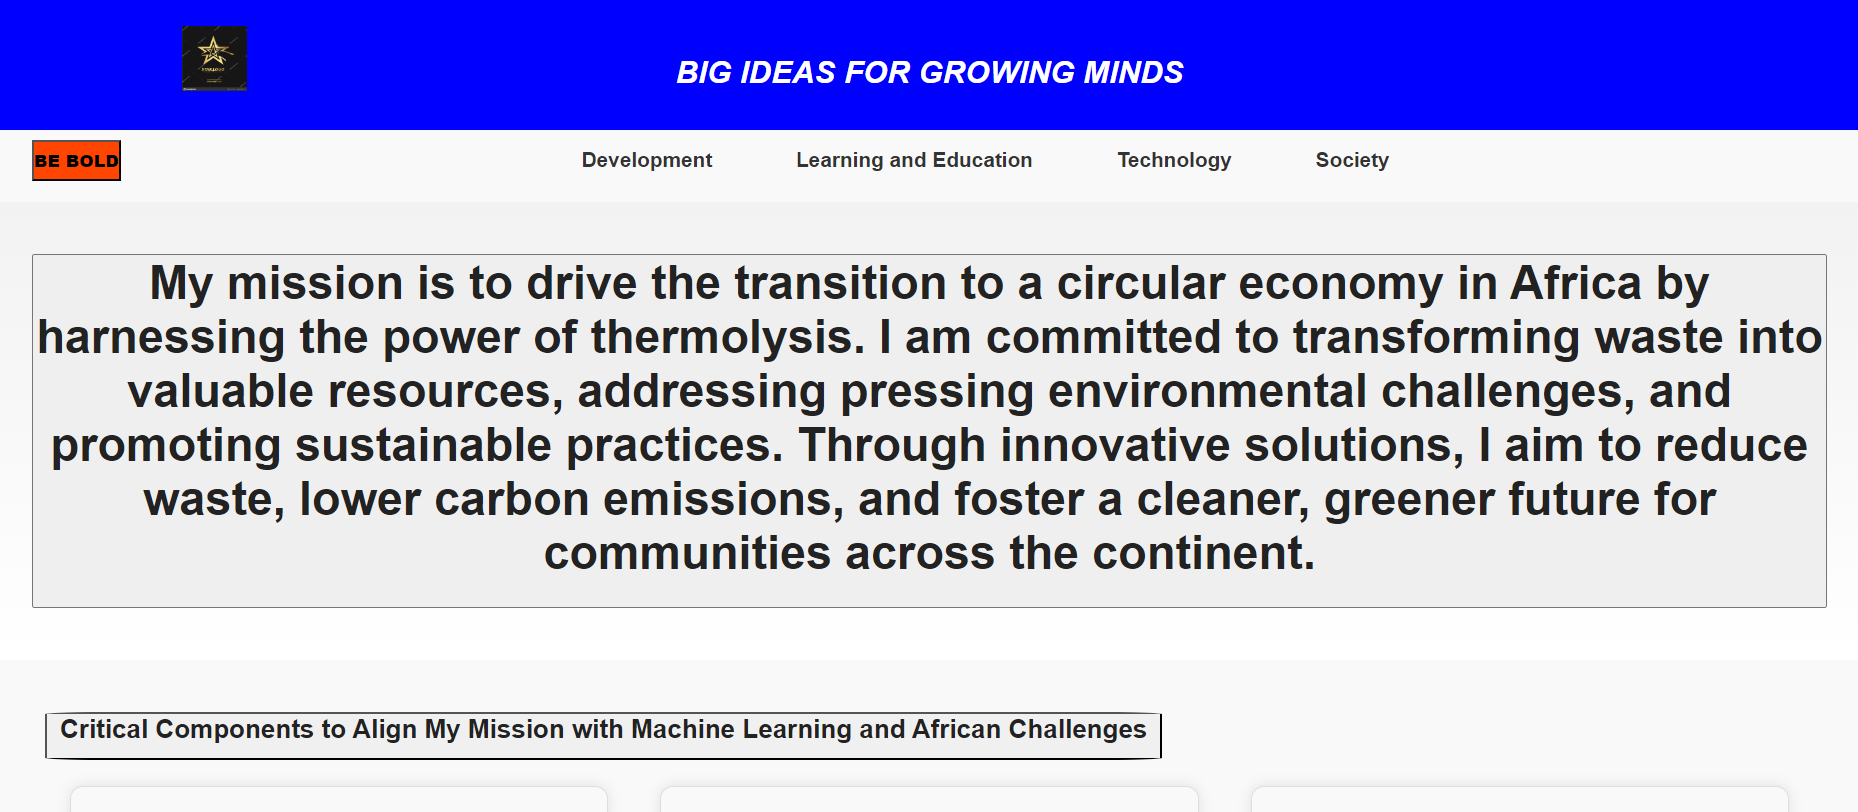 BIG IDEAS FOR GROWING MINDS
BE BOLD
Development
Learning and Education
Technology
Society
My mission is to drive the transition to a circular economy in Africa by
harnessing the power of thermolysis. I am committed to transforming waste into
valuable resources, addressing pressing environmental challenges, and
promoting sustainable practices. Through innovative solutions, I aim to reduce
waste, lower carbon emissions, and foster a cleaner, greener future for
communities across the continent.
Critical Components to Align My Mission with Machine Learning and African Challenges